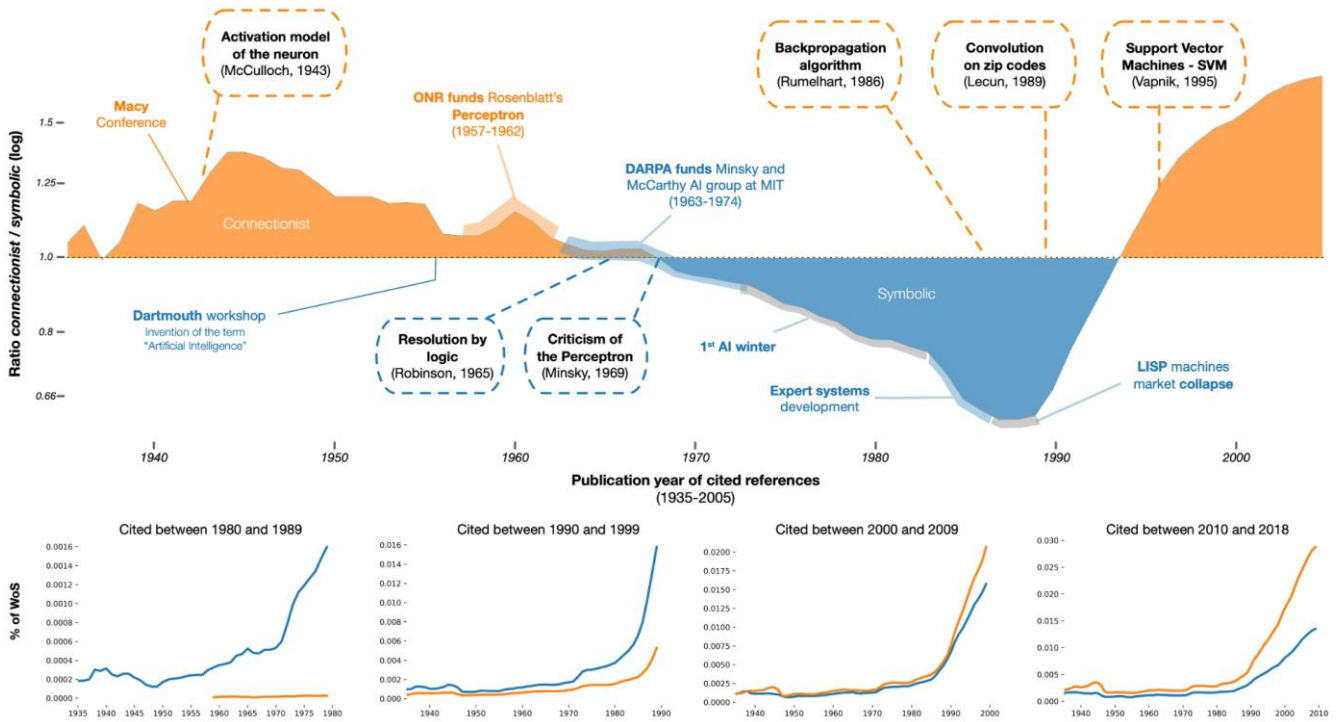 Activation model
of the neuron
(McCulloch, 1943)
Macy
Conference
ONR funds Rosenblatt's
Perceptron
(1957-1962)
DARPA funds Minsky and
McCarthy AI group at MIT
(1963-1974)
Backpropagation
algorithm
(Rumelhart, 1986)
Convolution
on zip codes
(Lecun, 1989)
Support Vector
Machines - SVM
(Vapnik, 1995)
Ratio connectionist / symbolic (log)
1.5
1.25
1.0
0.8
0.66
Connectionist
Symbolic
Dartmouth workshop
Invention of the term
"Artificial Intelligence"
Resolution by
logic
(Robinson, 1965)
Criticism of
the Perceptron
(Minsky, 1969)
1st AI winter
Expert systems
development
LISP machines
market collapse
1940 1950 1960 1970 1980 1990 2000
Publication year of cited references
(1935-2005)
% of WoS
Cited between 1980 and 1989
0.0016
0.0014
0.0012
0.0010
0.0008
0.0006
0.0004
0.0002
0.0000
1935 1940 1945 1950 1955 1960 1965 1970 1975 1980
Cited between 1990 and 1999
0.016
0.014
0.012
0.010
0.008
0.006
0.004
0.002
0.000
1940 1950 1960 1970 1980 1990
Cited between 2000 and 2009
0.0200
0.0175
0.0150
0.0125
0.0100
0.0075
0.0050
0.0025
0.0000
1940 1950 1960 1970 1980 1990 2000
Cited between 2010 and 2018
0.030
0.025
0.020
0.015
0.010
0.005
0.000
1940 1950 1960 1970 1980 1990 2000 2010